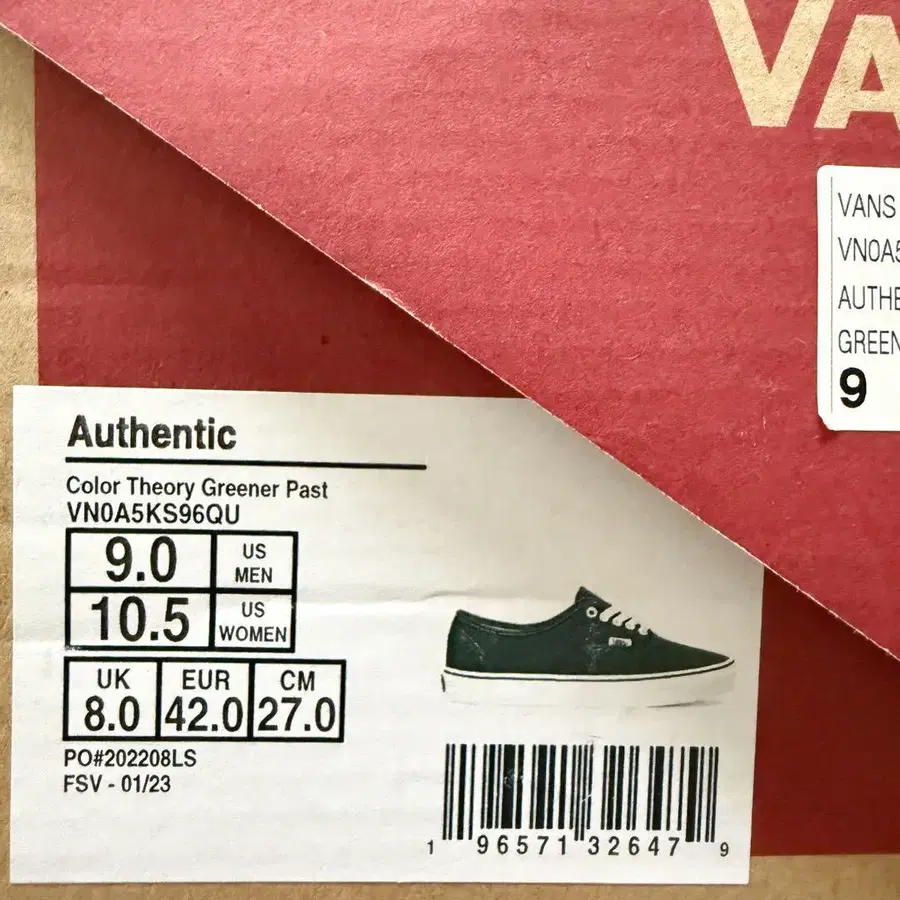 VA
VANS
VN0A5
AUTHE
GREEN
9
Authentic
Color Theory Greener Past
VN0A5KS96QU
9.0 US MEN
10.5 US WOMEN
UK EUR CM
8.0 42.0 27.0
PO#202208LS
FSV - 01/23
1 96571 32647 9